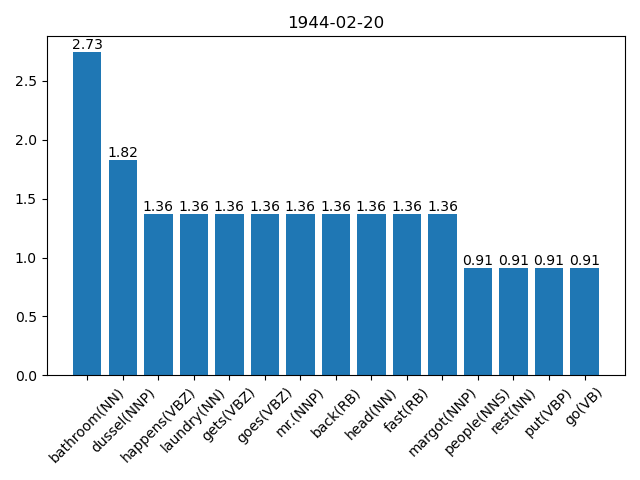 1944-02-20
2.73
1.82
1.36 1.36 1.36 1.36 1.36 1.36 1.36 1.36 1.36
0.91 0.91 0.91 0.91
2.5
2.0
1.5
1.0
0.5
0.0
bathroom(NN)
dussel(NNP)
happens(VBZ)
laundry(NN)
gets(VBZ)
goes(VBZ)
mr.(NNP)
back(RB)
head(NN)
fast(RB)
margot(NNP)
people(NNS)
rest(NN)
put(VBP)
go(VB)